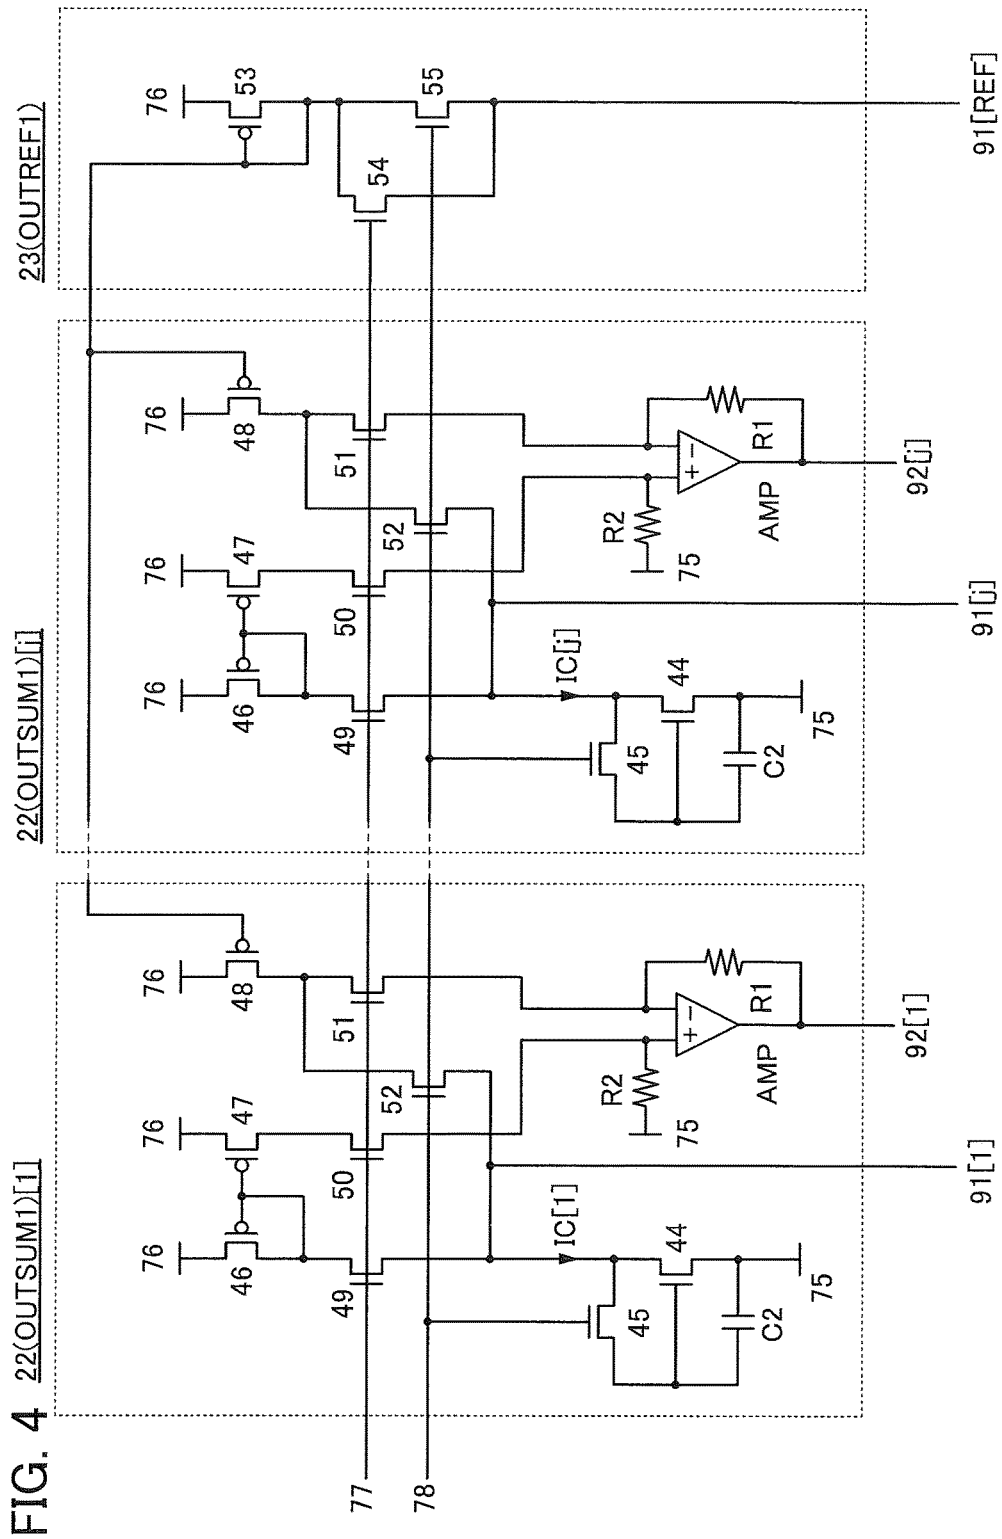 FIG. 4
22(OUTSUM1)[1]
22(OUTSUM1)[j]
23(OUTREF1)
76
76
76
76
76
76
76
46
47
48
46
47
48
53
77
49
50
51
49
50
51
54
78
52
52
55
IC[1]
IC[j]
45
44
R2
45
44
R2
75
R1
75
R1
C2
AMP
C2
AMP
+
−
+
−
75
75
91[1]
92[1]
91[j]
92[j]
91[REF]